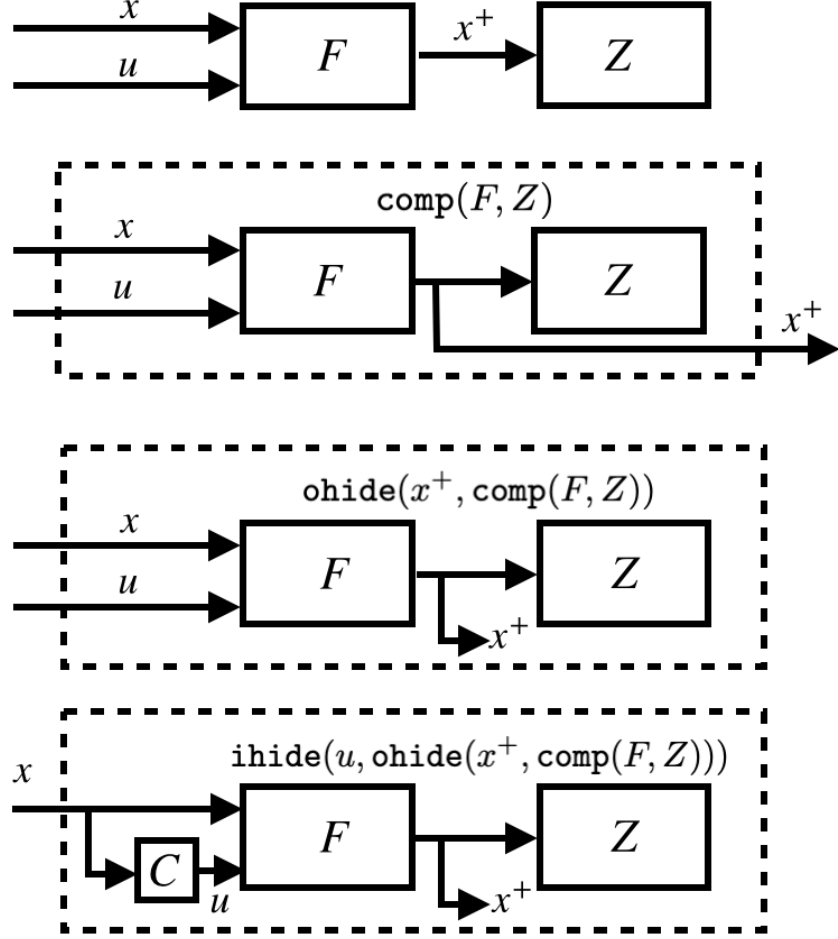 x
u
F
x⁺
Z
comp(F, Z)
x
u
F
Z
x⁺
ohide(x⁺, comp(F, Z))
x
u
F
Z
x⁺
ihide(u, ohide(x⁺, comp(F, Z)))
x
F
Z
C
u
x⁺